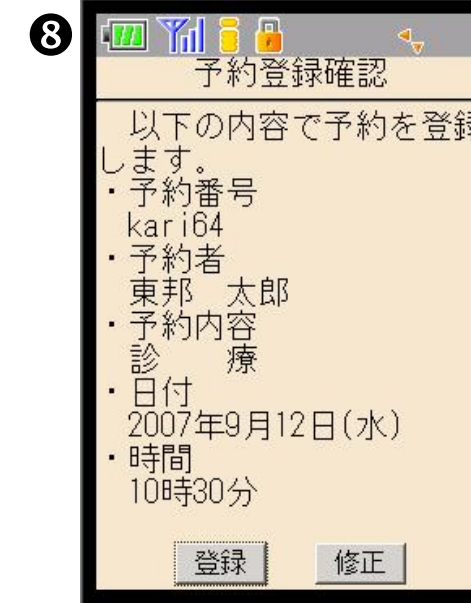 ❽
予約登録確認
以下の内容で予約を登録
します。
・予約番号
kari64
・予約者
東邦　太郎
・予約内容
診　　療
・日付
2007年9月12日(水)
・時間
10時30分
登録　修正